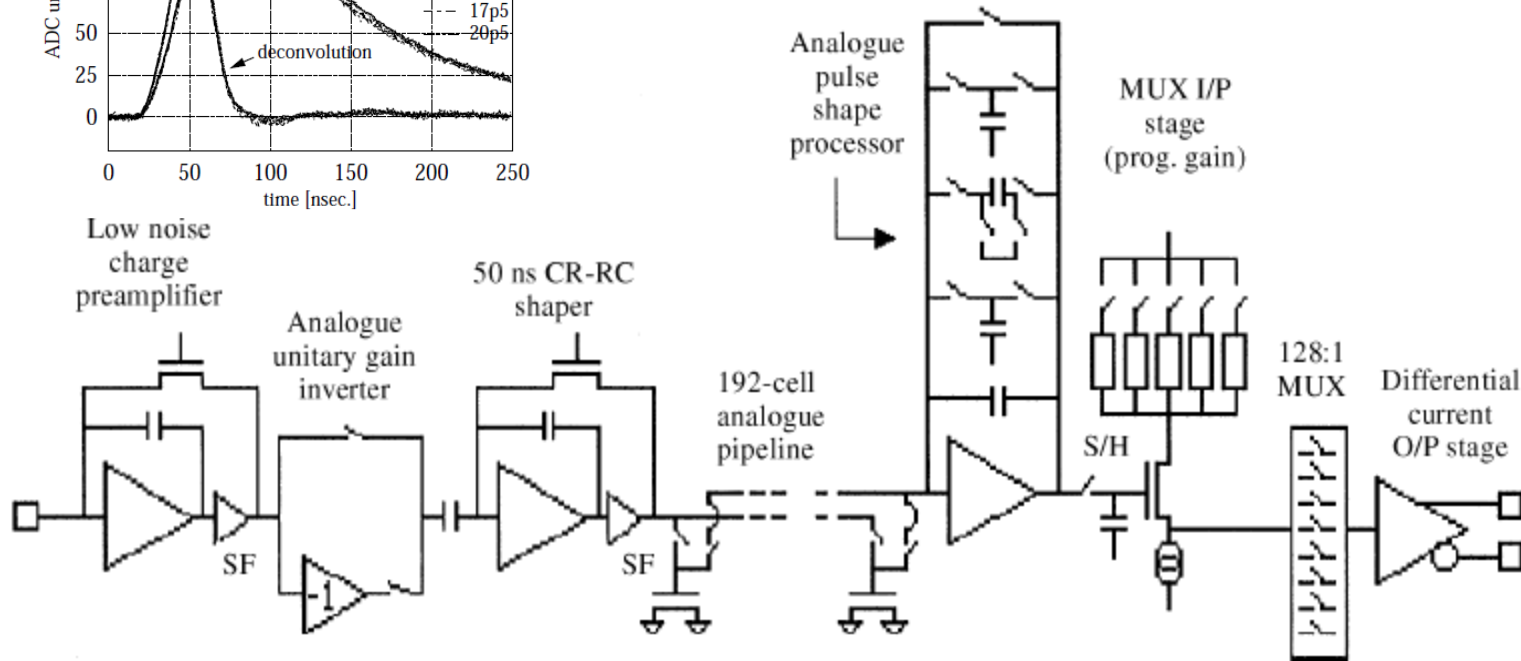 ADC u
17p5
50
20p5
deconvolution
25
0
0
50
100
150
200
250
time [nsec.]
Low noise
charge
preamplifier
SF
Analogue
unitary gain
inverter
-1
50 ns CR-RC
shaper
SF
192-cell
analogue
pipeline
Analogue
pulse
shape
processor
S/H
MUX I/P
stage
(prog. gain)
128:1
MUX
Differential
current
O/P stage